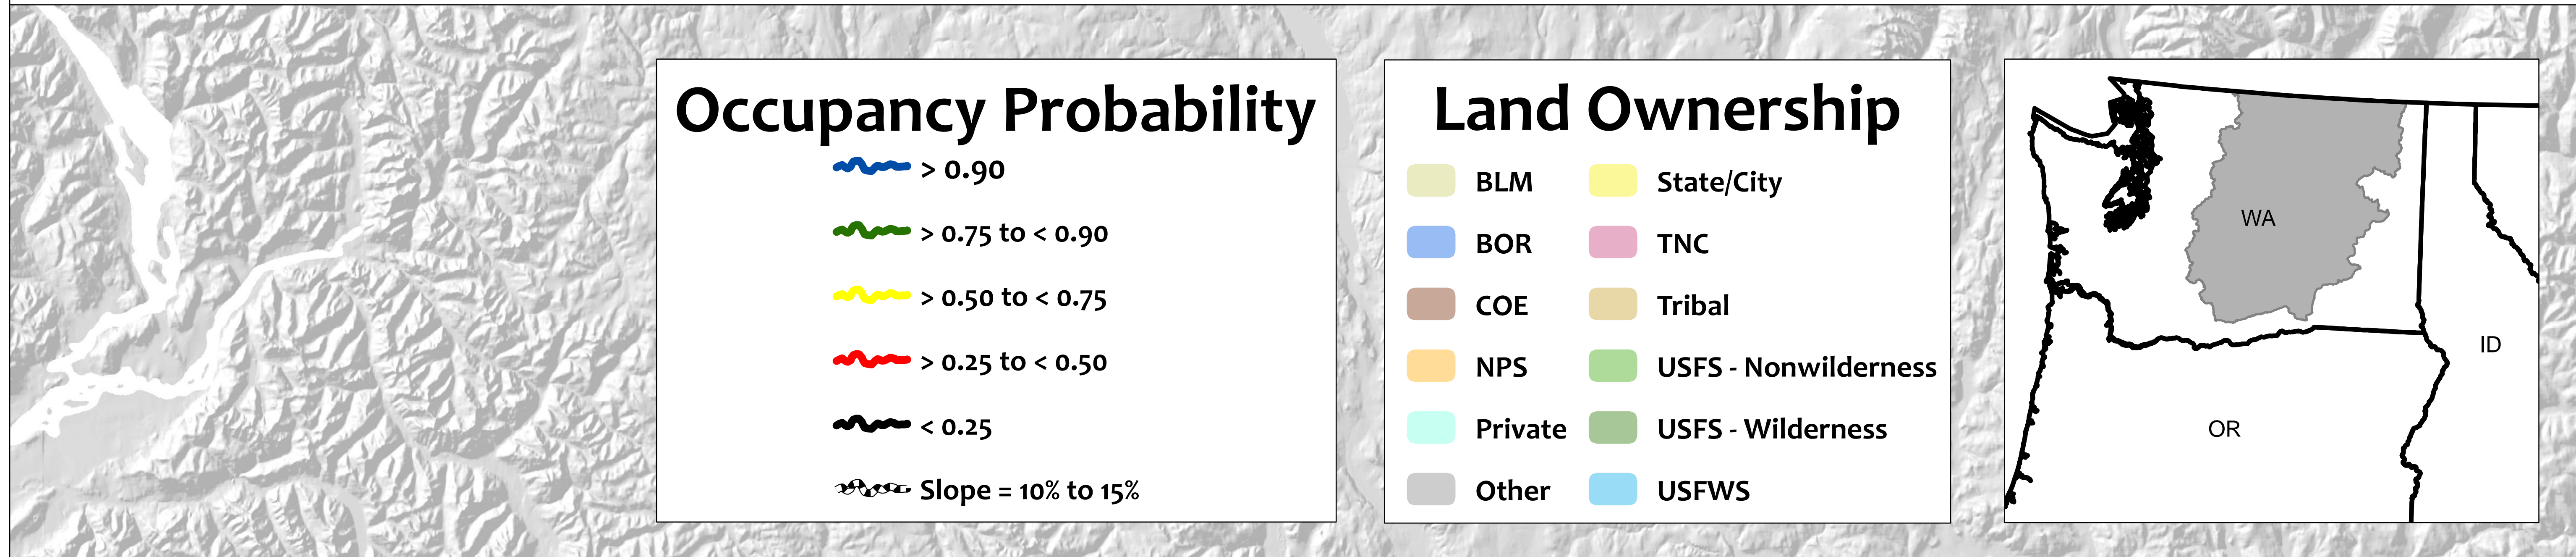 Occupancy Probability
> 0.90
> 0.75 to < 0.90
> 0.50 to < 0.75
> 0.25 to < 0.50
< 0.25
Slope = 10% to 15%
Land Ownership
BLM
BOR
COE
NPS
Private
Other
State/City
TNC
Tribal
USFS - Nonwilderness
USFS - Wilderness
USFWS
WA
ID
OR